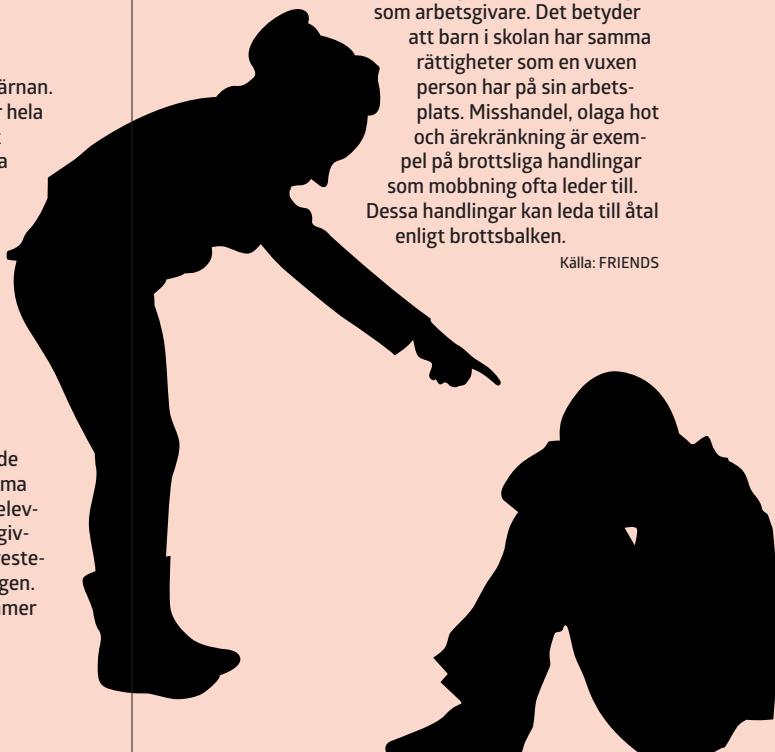 ärnan.
hela
a
de
ma
elev-
giv-
este-
gen.
mer
som arbetsgivare. Det betyder
att barn i skolan har samma
rättigheter som en vuxen
person har på sin arbets-
plats. Misshandel, olaga hot
och ärekränkning är exem-
pel på brottsliga handlingar
som mobbning ofta leder till.
Dessa handlingar kan leda till åtal
enligt brottsbalken.
Källa: FRIENDS